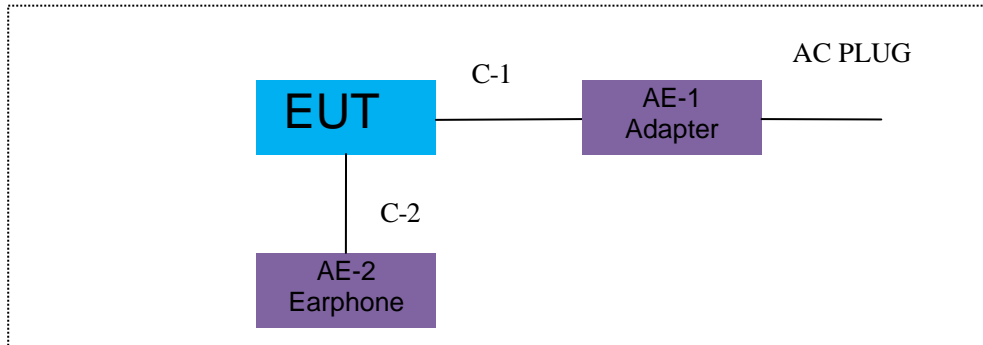 AC PLUG
C-1
EUT
AE-1
Adapter
C-2
AE-2
Earphone